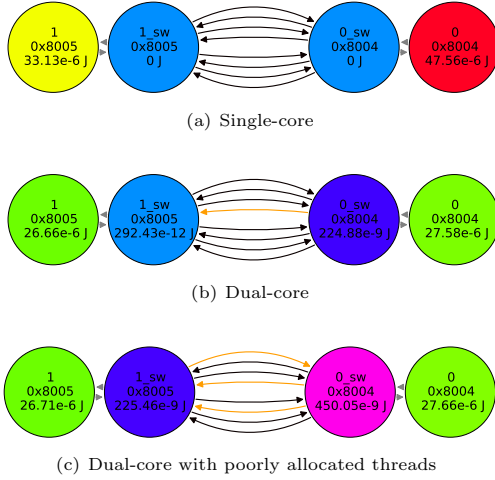 1
0x8005
33.13e-6 J
1_sw
0x8005
0 J
0_sw
0x8004
0 J
0
0x8004
47.56e-6 J
(a) Single-core
1
0x8005
26.66e-6 J
1_sw
0x8005
292.43e-12 J
0_sw
0x8004
224.88e-9 J
0
0x8004
27.58e-6 J
(b) Dual-core
1
0x8005
26.71e-6 J
1_sw
0x8005
225.46e-9 J
0_sw
0x8004
450.05e-9 J
0
0x8004
27.66e-6 J
(c) Dual-core with poorly allocated threads